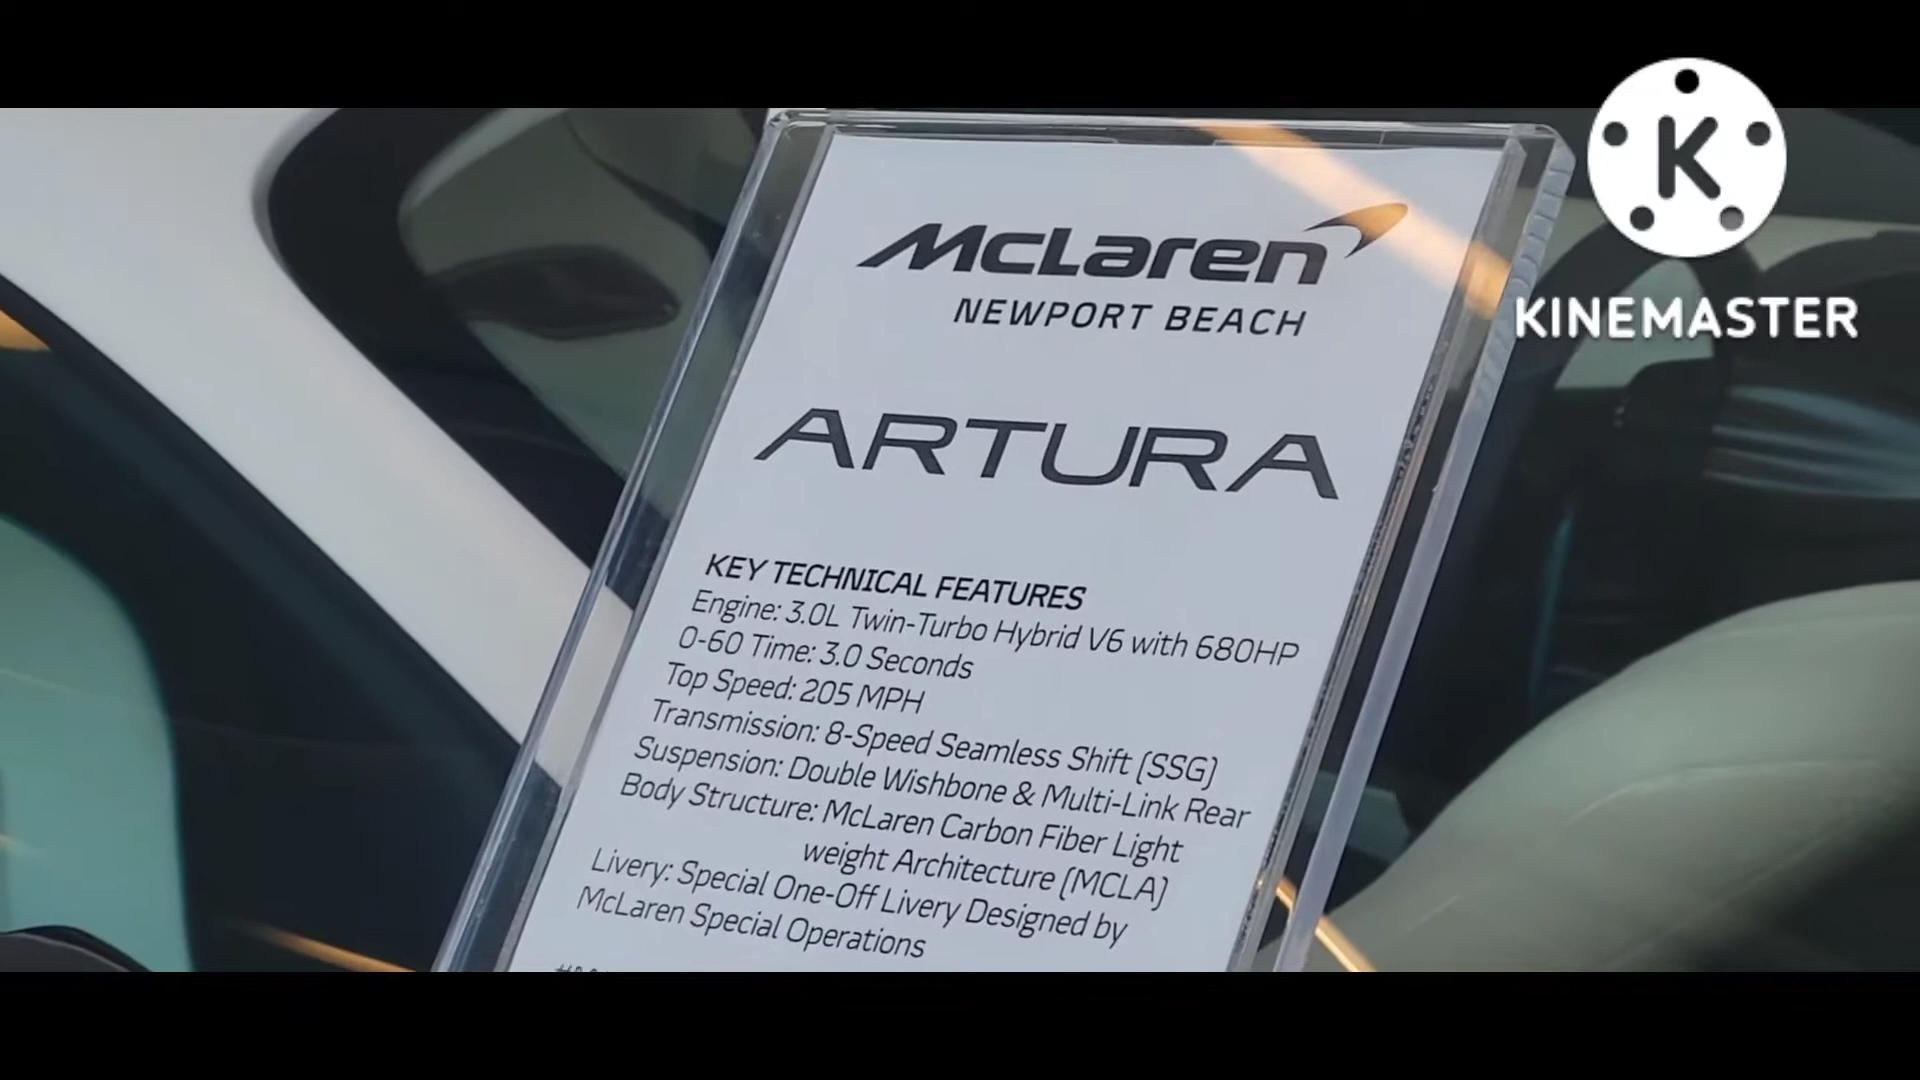 McLaren
NEWPORT BEACH
K
KINEMASTER
ARTURA
KEY TECHNICAL FEATURES
Engine: 3.0L Twin-Turbo Hybrid V6 with 680HP
0-60 Time: 3.0 Seconds
Top Speed: 205 MPH
Transmission: 8-Speed Seamless Shift (SSG)
Suspension: Double Wishbone & Multi-Link Rear
Body Structure: McLaren Carbon Fiber Light
weight Architecture (MCLA)
Livery: Special One-Off Livery Designed by
McLaren Special Operations